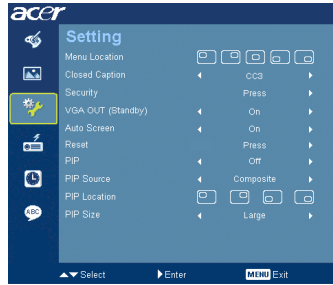 acer
Setting
Menu Location
Closed Caption CC3
Security Press
VGA OUT (Standby) On
Auto Screen On
Reset Press
PIP Off
PIP Source Composite
PIP Location
PIP Size Large
ABC
Select Enter MENU Exit